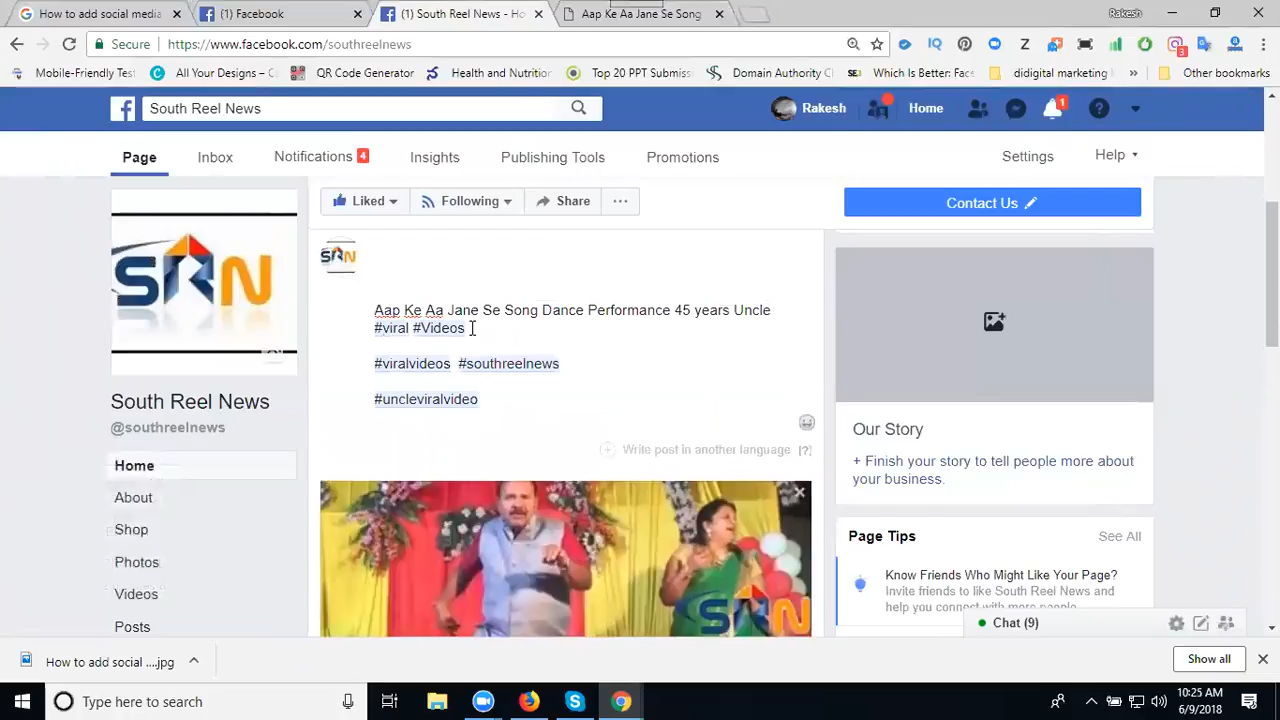 How to add social media
(1) Facebook
(1) South Reel News - Ho
Aap Ke Aa Jane Se Song
Rakesh
Secure
https://www.facebook.com/southreelnews
3
Mobile-Friendly Test
All Your Designs – C
QR Code Generator
Health and Nutrition
Top 20 PPT Submiss
Domain Authority C
Which Is Better: Fac
didigital marketing
Other bookmarks
South Reel News
Rakesh
Home
1
Page
Inbox
Notifications 4
Insights
Publishing Tools
Promotions
Settings
Help
Liked
Following
Share
Contact Us
SRN
SRN
Aap Ke Aa Jane Se Song Dance Performance 45 years Uncle
#viral #Videos
#viralvideos #southreelnews
#uncleviralvideo
Write post in another language [?]
SRN
South Reel News
@southreelnews
Home
About
Shop
Photos
Videos
Posts
Our Story
+ Finish your story to tell people more about
your business.
Page Tips
See All
Know Friends Who Might Like Your Page?
Invite friends to like South Reel News and
help you connect with more people
Chat (9)
How to add social ....jpg
Show all
Type here to search
10:25 AM
6/9/2018